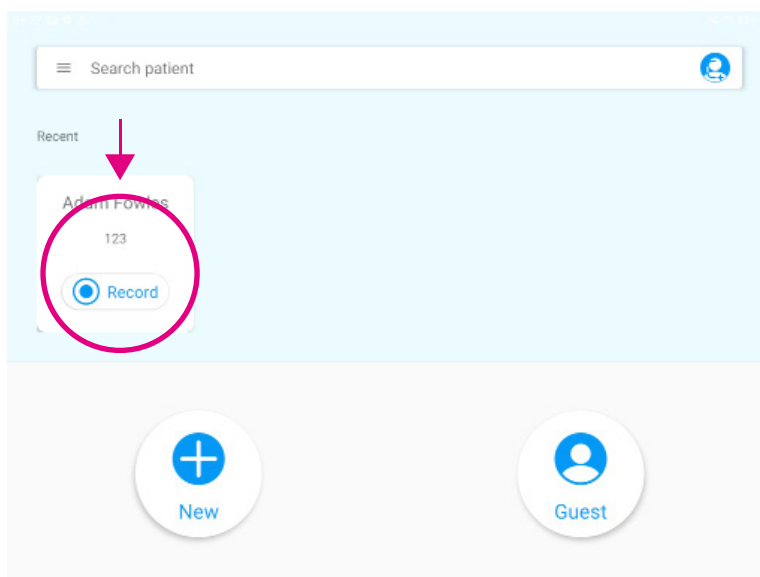 Search patient
Recent
Adam Fowles
123
Record
New
Guest